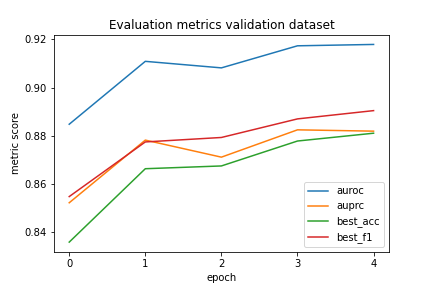 Evaluation metrics validation dataset
0.92
0.90
0.88
0.86
0.84
metric score
auroc
auprc
best_acc
best_f1
0 1 2 3 4
epoch